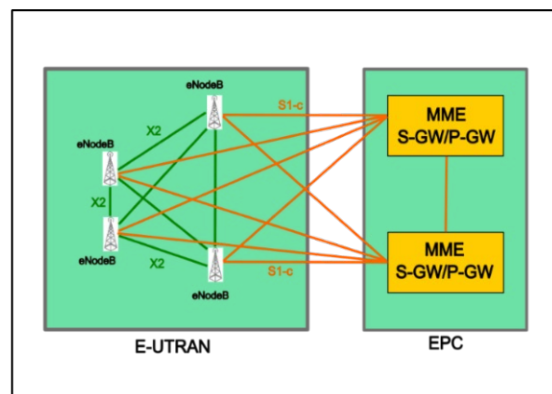 eNodeB
S1-c
MME
S-GW/P-GW
X2
eNodeB
X2
eNodeB
X2
MME
S-GW/P-GW
S1-c
eNodeB
E-UTRAN
EPC